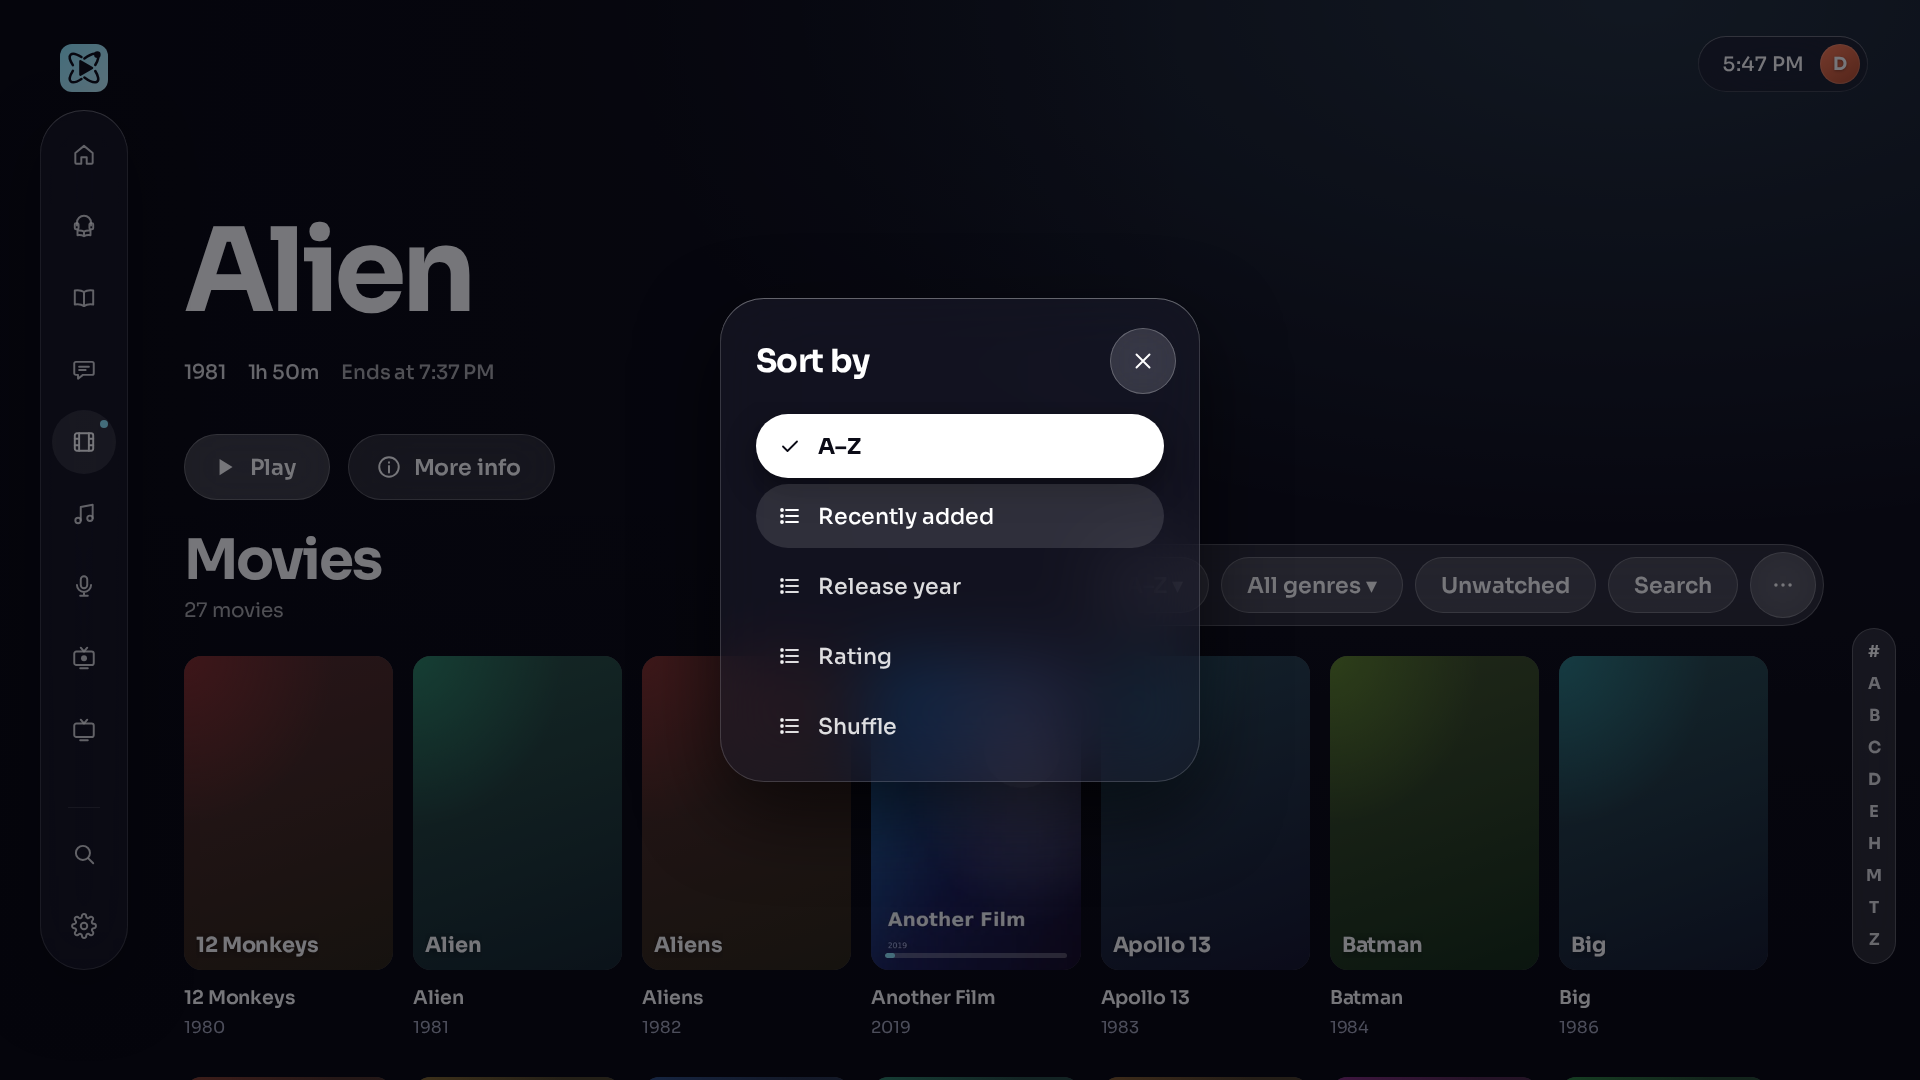 5:47 PM
D
Alien
1981 1h 50m Ends at 7:37 PM
Play
More info
Sort by
A–Z
Recently added
Release year
Rating
Shuffle
Movies
27 movies
All genres ▾
Unwatched
Search
#
A
B
C
D
E
H
M
T
Z
12 Monkeys
Alien
Aliens
Another Film
2019
Apollo 13
Batman
Big
12 Monkeys
1980
Alien
1981
Aliens
1982
Another Film
2019
Apollo 13
1983
Batman
1984
Big
1986